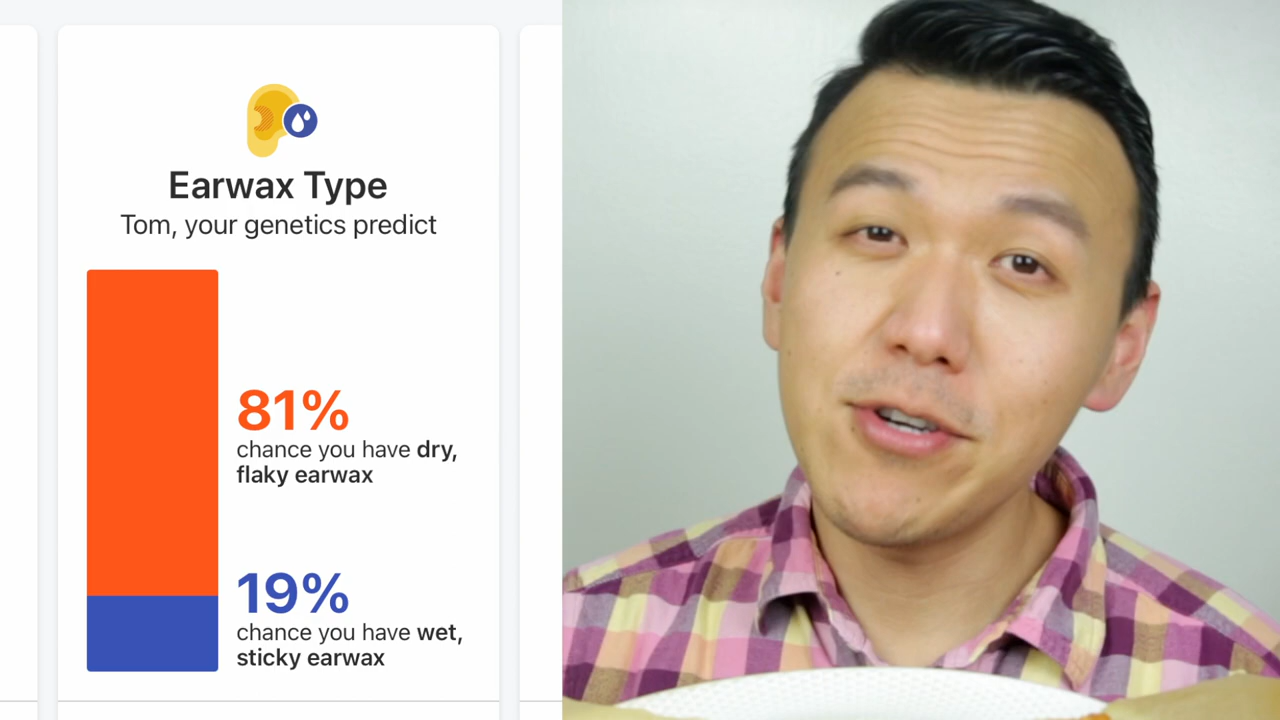 Earwax Type
Tom, your genetics predict
81%
chance you have dry,
flaky earwax
19%
chance you have wet,
sticky earwax